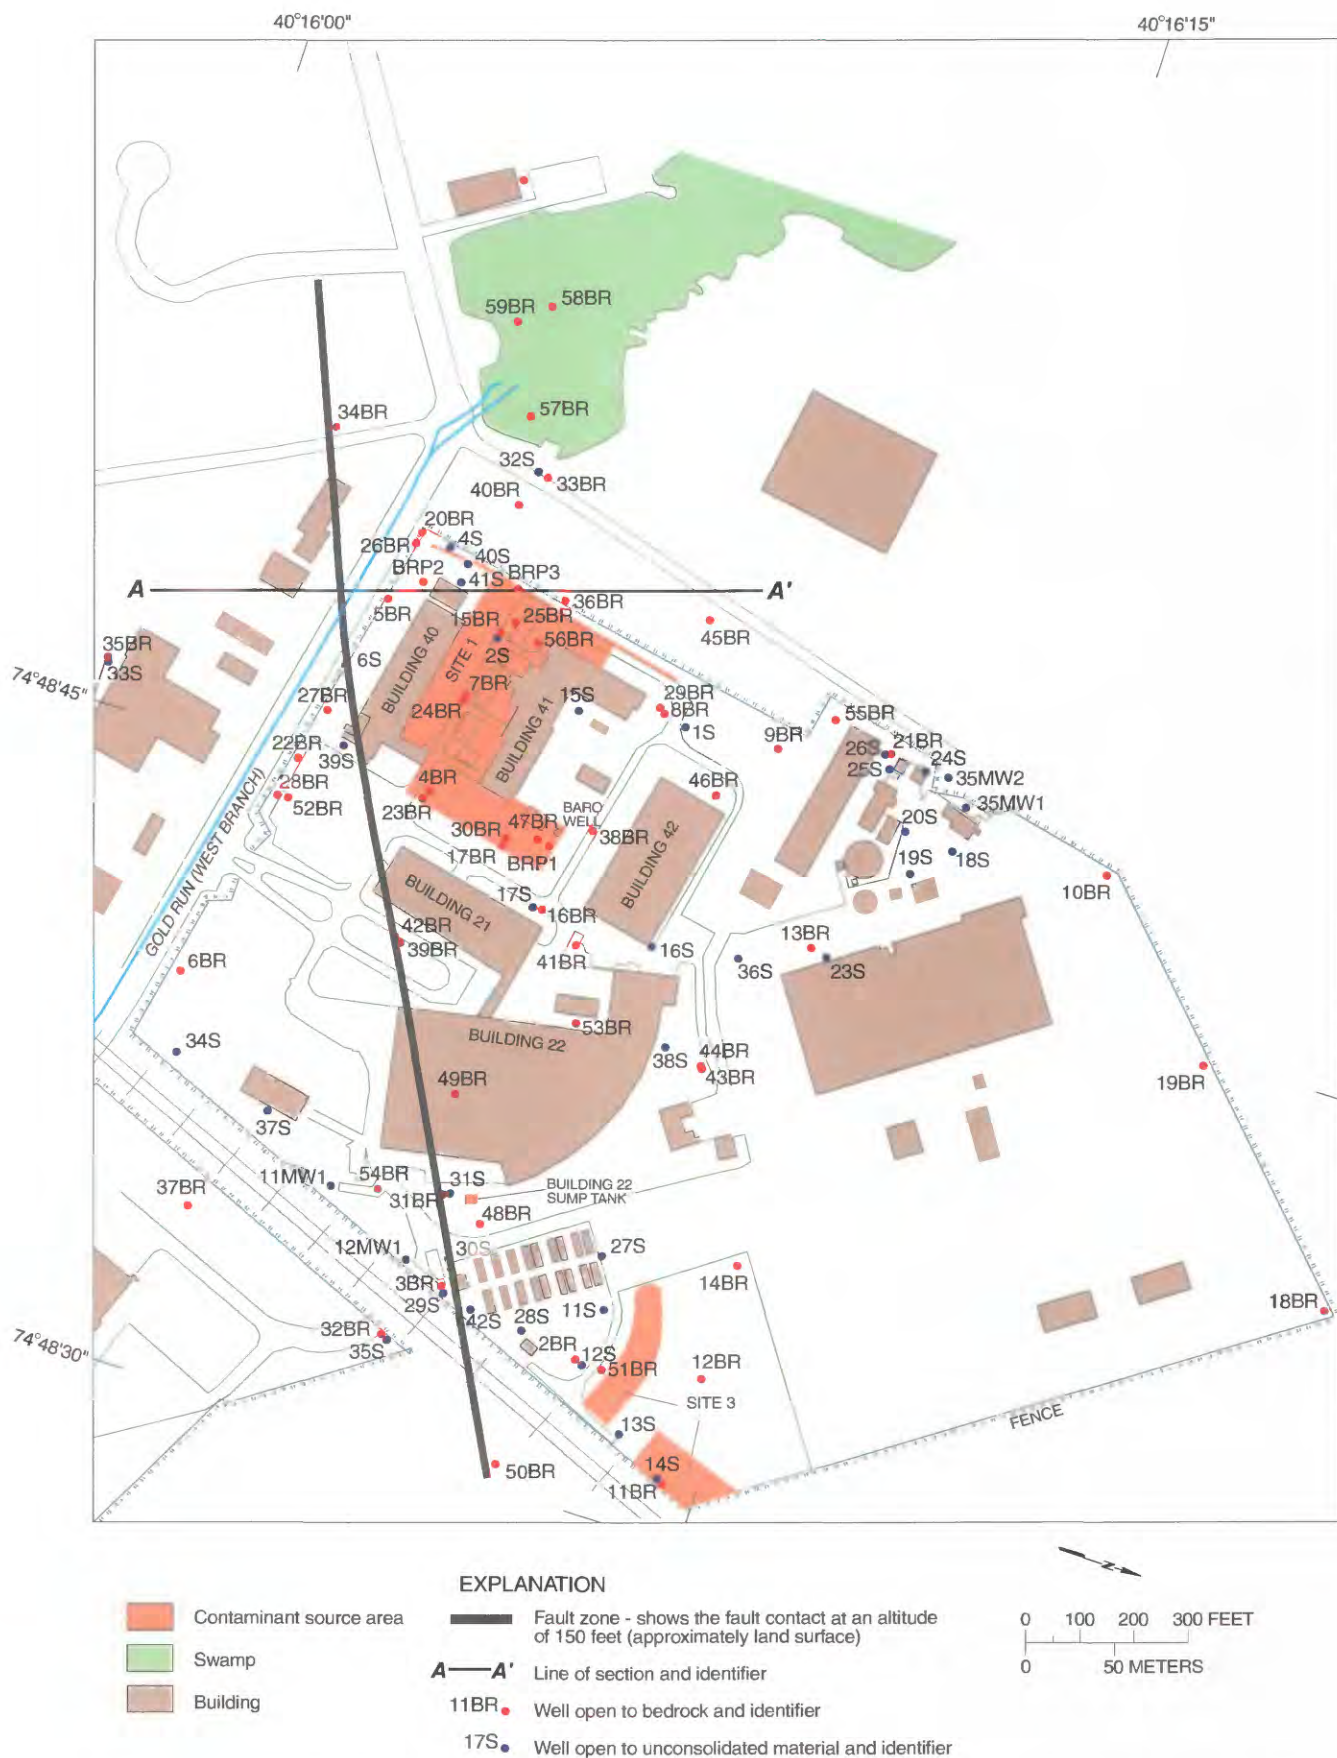 40°16'00"
40°16'15"
59BR
58BR
57BR
34BR
32S
33BR
40BR
20BR
4S
26BR
40S
BRP2
41S
BRP3
A
A'
5BR
36BR
25BR
15BR
45BR
56BR
35BR
33S
6S
BUILDING 40
SITE 1
2S
74°48'45"
7BR
27BR
24BR
BUILDING 41
15S
29BR
8BR
1S
55BR
9BR
22BR
39S
26S
21BR
24S
25S
35MW2
28BR
52BR
4BR
23BR
46BR
35MW1
BARO
WELL
30BR
47BR
38BR
20S
17BR
BRP1
BUILDING 42
19S
18S
10BR
GOLD RUN (WEST BRANCH)
BUILDING 21
17S
16BR
42BR
39BR
41BR
16S
13BR
36S
23S
6BR
34S
BUILDING 22
53BR
38S
44BR
43BR
49BR
19BR
37S
11MW1
54BR
31S
31BR
BUILDING 22
SUMP TANK
37BR
48BR
12MW1
30S
27S
3BR
29S
14BR
42S
28S
11S
18BR
32BR
35S
2BR
12S
51BR
12BR
74°48'30"
SITE 3
FENCE
13S
50BR
14S
11BR
N
EXPLANATION
Contaminant source area
Swamp
Building
Fault zone - shows the fault contact at an altitude
of 150 feet (approximately land surface)
A A' Line of section and identifier
11BR Well open to bedrock and identifier
17S Well open to unconsolidated material and identifier
0 100 200 300 FEET
0 50 METERS